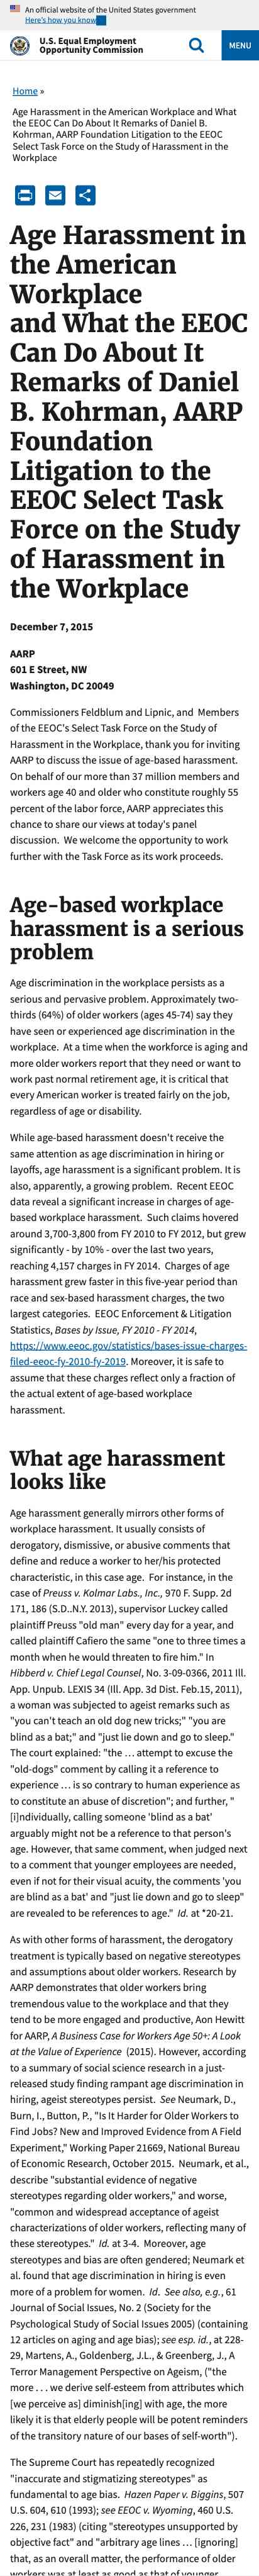 An official website of the United States government
Here's how you know
U.S. Equal Employment
Opportunity Commission
MENU
Home »
Age Harassment in the American Workplace and What
the EEOC Can Do About It Remarks of Daniel B.
Kohrman, AARP Foundation Litigation to the EEOC
Select Task Force on the Study of Harassment in the
Workplace
Age Harassment in
the American
Workplace
and What the EEOC
Can Do About It
Remarks of Daniel
B. Kohrman, AARP
Foundation
Litigation to the
EEOC Select Task
Force on the Study
of Harassment in
the Workplace
December 7, 2015
AARP
601 E Street, NW
Washington, DC 20049
Commissioners Feldblum and Lipnic, and  Members
of the EEOC's Select Task Force on the Study of
Harassment in the Workplace, thank you for inviting
AARP to discuss the issue of age-based harassment.
On behalf of our more than 37 million members and
workers age 40 and older who constitute roughly 55
percent of the labor force, AARP appreciates this
chance to share our views at today's panel
discussion.  We welcome the opportunity to work
further with the Task Force as its work proceeds.
Age-based workplace
harassment is a serious
problem
Age discrimination in the workplace persists as a
serious and pervasive problem. Approximately two-
thirds (64%) of older workers (ages 45-74) say they
have seen or experienced age discrimination in the
workplace.  At a time when the workforce is aging and
more older workers report that they need or want to
work past normal retirement age, it is critical that
every American worker is treated fairly on the job,
regardless of age or disability.
While age-based harassment doesn't receive the
same attention as age discrimination in hiring or
layoffs, age harassment is a significant problem. It is
also, apparently, a growing problem.  Recent EEOC
data reveal a significant increase in charges of age-
based workplace harassment.  Such claims hovered
around 3,700-3,800 from FY 2010 to FY 2012, but grew
significantly - by 10% - over the last two years,
reaching 4,157 charges in FY 2014.  Charges of age
harassment grew faster in this five-year period than
race and sex-based harassment charges, the two
largest categories.  EEOC Enforcement & Litigation
Statistics, Bases by Issue, FY 2010 - FY 2014,
https://www.eeoc.gov/statistics/bases-issue-charges-
filed-eeoc-fy-2010-fy-2019. Moreover, it is safe to
assume that these charges reflect only a fraction of
the actual extent of age-based workplace
harassment.
What age harassment
looks like
Age harassment generally mirrors other forms of
workplace harassment. It usually consists of
derogatory, dismissive, or abusive comments that
define and reduce a worker to her/his protected
characteristic, in this case age.  For instance, in the
case of Preuss v. Kolmar Labs., Inc., 970 F. Supp. 2d
171, 186 (S.D..N.Y. 2013), supervisor Luckey called
plaintiff Preuss "old man" every day for a year, and
called plaintiff Cafiero the same "one to three times a
month when he would threaten to fire him." In
Hibberd v. Chief Legal Counsel, No. 3-09-0366, 2011 Ill.
App. Unpub. LEXIS 34 (Ill. App. 3d Dist. Feb.15, 2011),
a woman was subjected to ageist remarks such as
"you can't teach an old dog new tricks;" "you are
blind as a bat;" and "just lie down and go to sleep."
The court explained: "the … attempt to excuse the
"old-dogs" comment by calling it a reference to
experience … is so contrary to human experience as
to constitute an abuse of discretion"; and further, "
[i]ndividually, calling someone 'blind as a bat'
arguably might not be a reference to that person's
age. However, that same comment, when judged next
to a comment that younger employees are needed,
even if not for their visual acuity, the comments 'you
are blind as a bat' and "just lie down and go to sleep"
are revealed to be references to age."  Id. at *20-21.
As with other forms of harassment, the derogatory
treatment is typically based on negative stereotypes
and assumptions about older workers. Research by
AARP demonstrates that older workers bring
tremendous value to the workplace and that they
tend to be more engaged and productive, Aon Hewitt
for AARP, A Business Case for Workers Age 50+: A Look
at the Value of Experience  (2015). However, according
to a summary of social science research in a just-
released study finding rampant age discrimination in
hiring, ageist stereotypes persist.  See Neumark, D.,
Burn, I., Button, P., "Is It Harder for Older Workers to
Find Jobs? New and Improved Evidence from A Field
Experiment," Working Paper 21669, National Bureau
of Economic Research, October 2015.  Neumark, et al.,
describe "substantial evidence of negative
stereotypes regarding older workers," and worse,
"common and widespread acceptance of ageist
characterizations of older workers, reflecting many of
these stereotypes."  Id. at 3-4.  Moreover, age
stereotypes and bias are often gendered; Neumark et
al. found that age discrimination in hiring is even
more of a problem for women.  Id.  See also, e.g., 61
Journal of Social Issues, No. 2 (Society for the
Psychological Study of Social Issues 2005) (containing
12 articles on aging and age bias); see esp. id., at 228-
29, Martens, A., Goldenberg, J.L., & Greenberg, J., A
Terror Management Perspective on Ageism, ("the
more . . . we derive self-esteem from attributes which
[we perceive as] diminish[ing] with age, the more
likely it is that elderly people will be potent reminders
of the transitory nature of our bases of self-worth").
The Supreme Court has repeatedly recognized
"inaccurate and stigmatizing stereotypes" as
fundamental to age bias.  Hazen Paper v. Biggins, 507
U.S. 604, 610 (1993); see EEOC v. Wyoming, 460 U.S.
226, 231 (1983) (citing "stereotypes unsupported by
objective fact" and "arbitrary age lines … [ignoring]
that, as an overall matter, the performance of older
workers was at least as good as that of younger